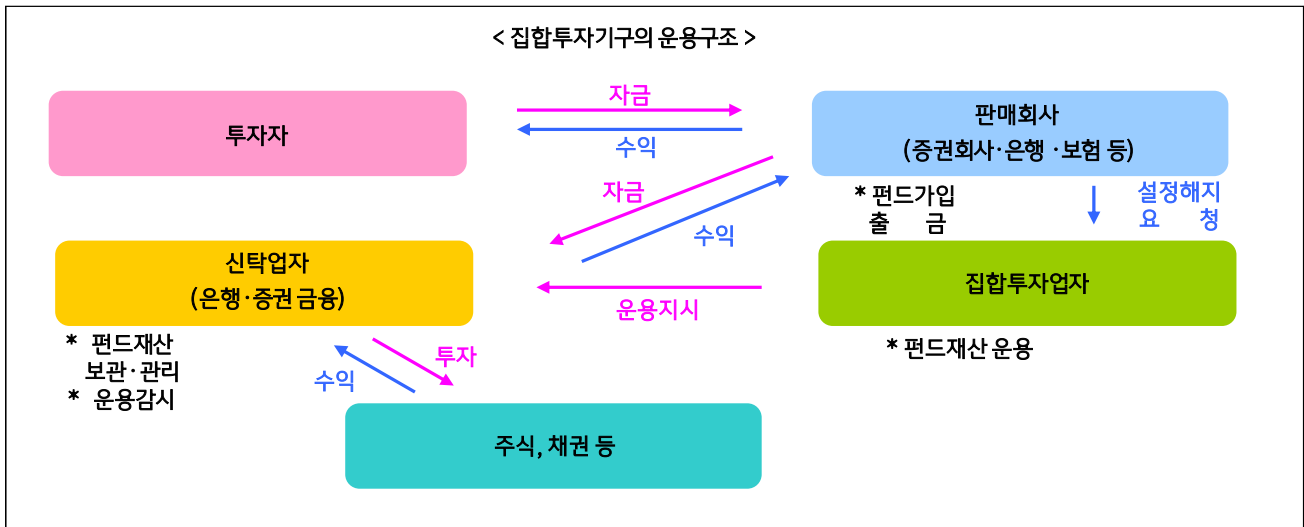 < 집합투자기구의 운용구조 >
투자자
자금
수익
판매회사
(증권회사·은행 ·보험 등)
자금
수익
* 펀드가입
출 금
설정해지
요 청
신탁업자
(은행·증권 금융)
운용지시
집합투자업자
* 펀드재산
보관·관리
* 운용감시
수익
투자
* 펀드재산 운용
주식, 채권 등